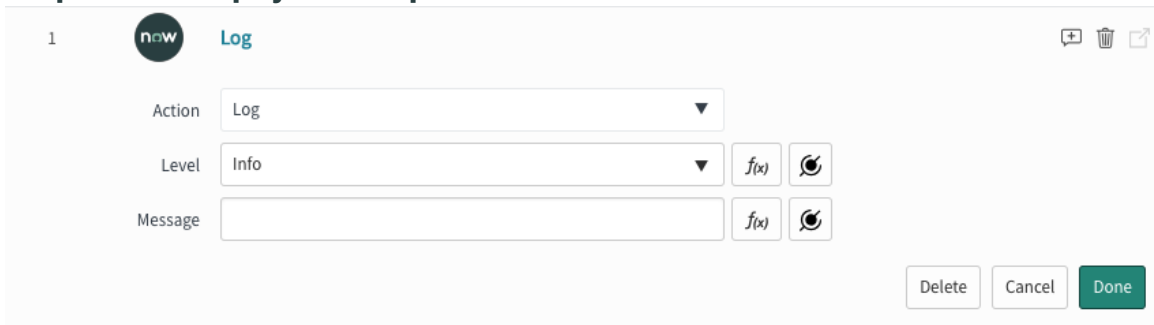 1 now Log
Action Log
Level Info f(x)
Message f(x)
Delete Cancel Done